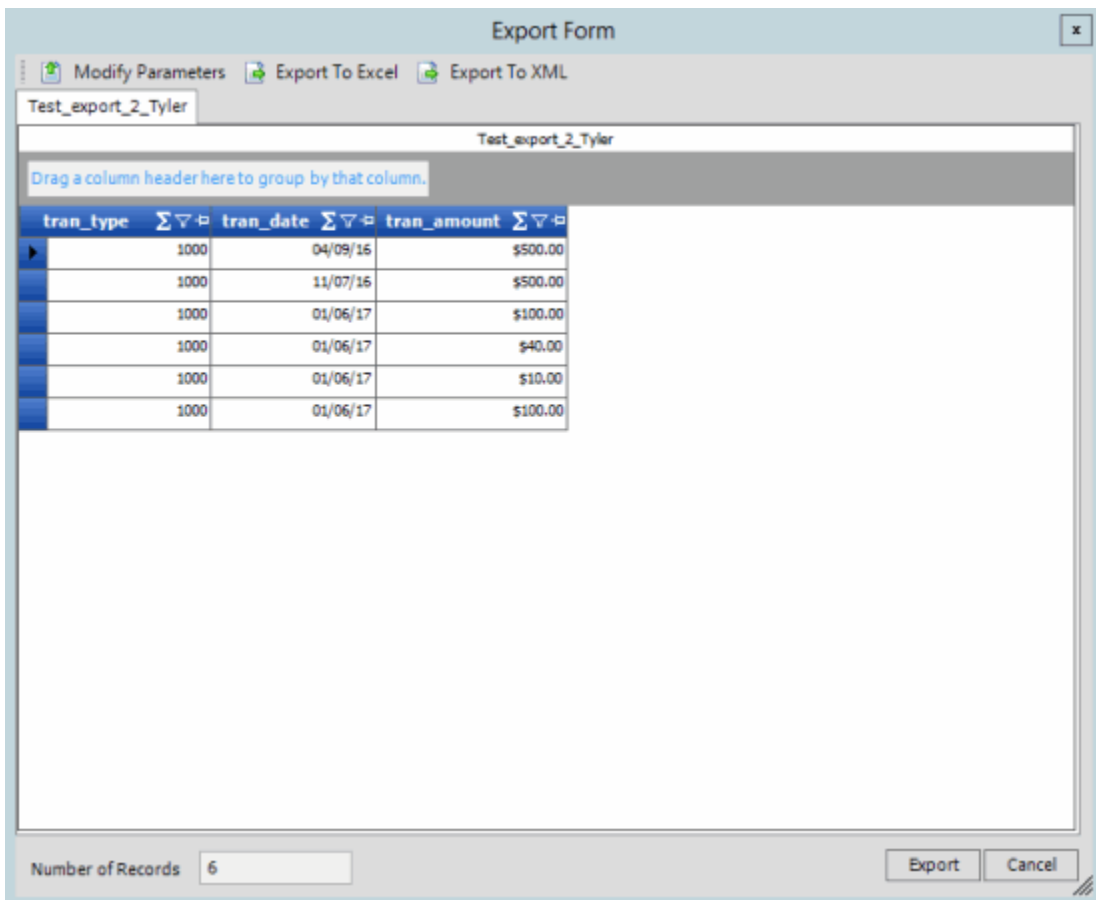 Export Form
x
Modify Parameters Export To Excel Export To XML
Test_export_2_Tyler
Test_export_2_Tyler
Drag a column header here to group by that column.
tran_type Σ tran_date Σ tran_amount Σ
1000 04/09/16 $500.00
1000 11/07/16 $500.00
1000 01/06/17 $100.00
1000 01/06/17 $40.00
1000 01/06/17 $10.00
1000 01/06/17 $100.00
Number of Records 6 Export Cancel